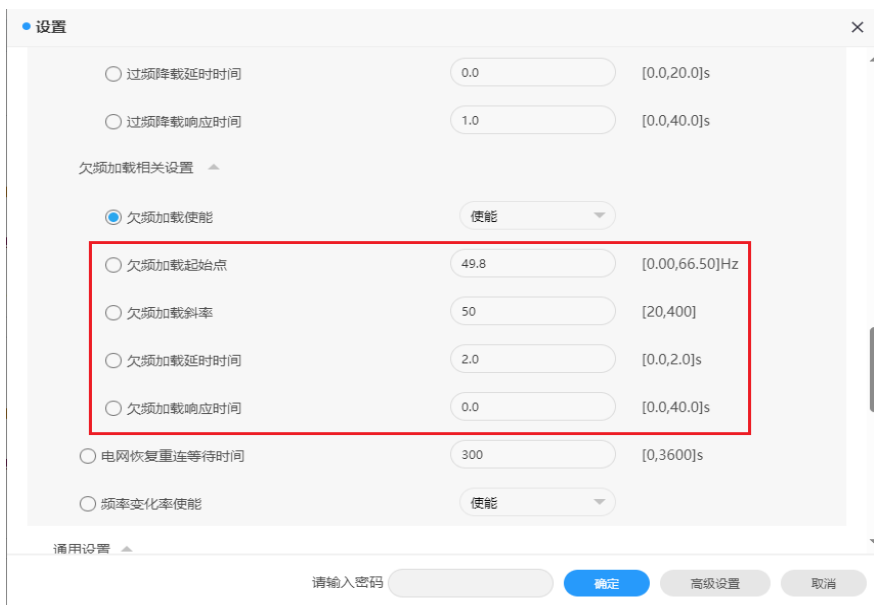 设置
过频降载延时时间 0.0 [0.0,20.0]s
过频降载响应时间 1.0 [0.0,40.0]s
欠频加载相关设置
欠频加载使能 使能
欠频加载起始点 49.8 [0.00,66.50]Hz
欠频加载斜率 50 [20,400]
欠频加载延时时间 2.0 [0.0,2.0]s
欠频加载响应时间 0.0 [0.0,40.0]s
电网恢复重连等待时间 300 [0,3600]s
频率变化率使能 使能
通用设置
请输入密码 确定 高级设置 取消